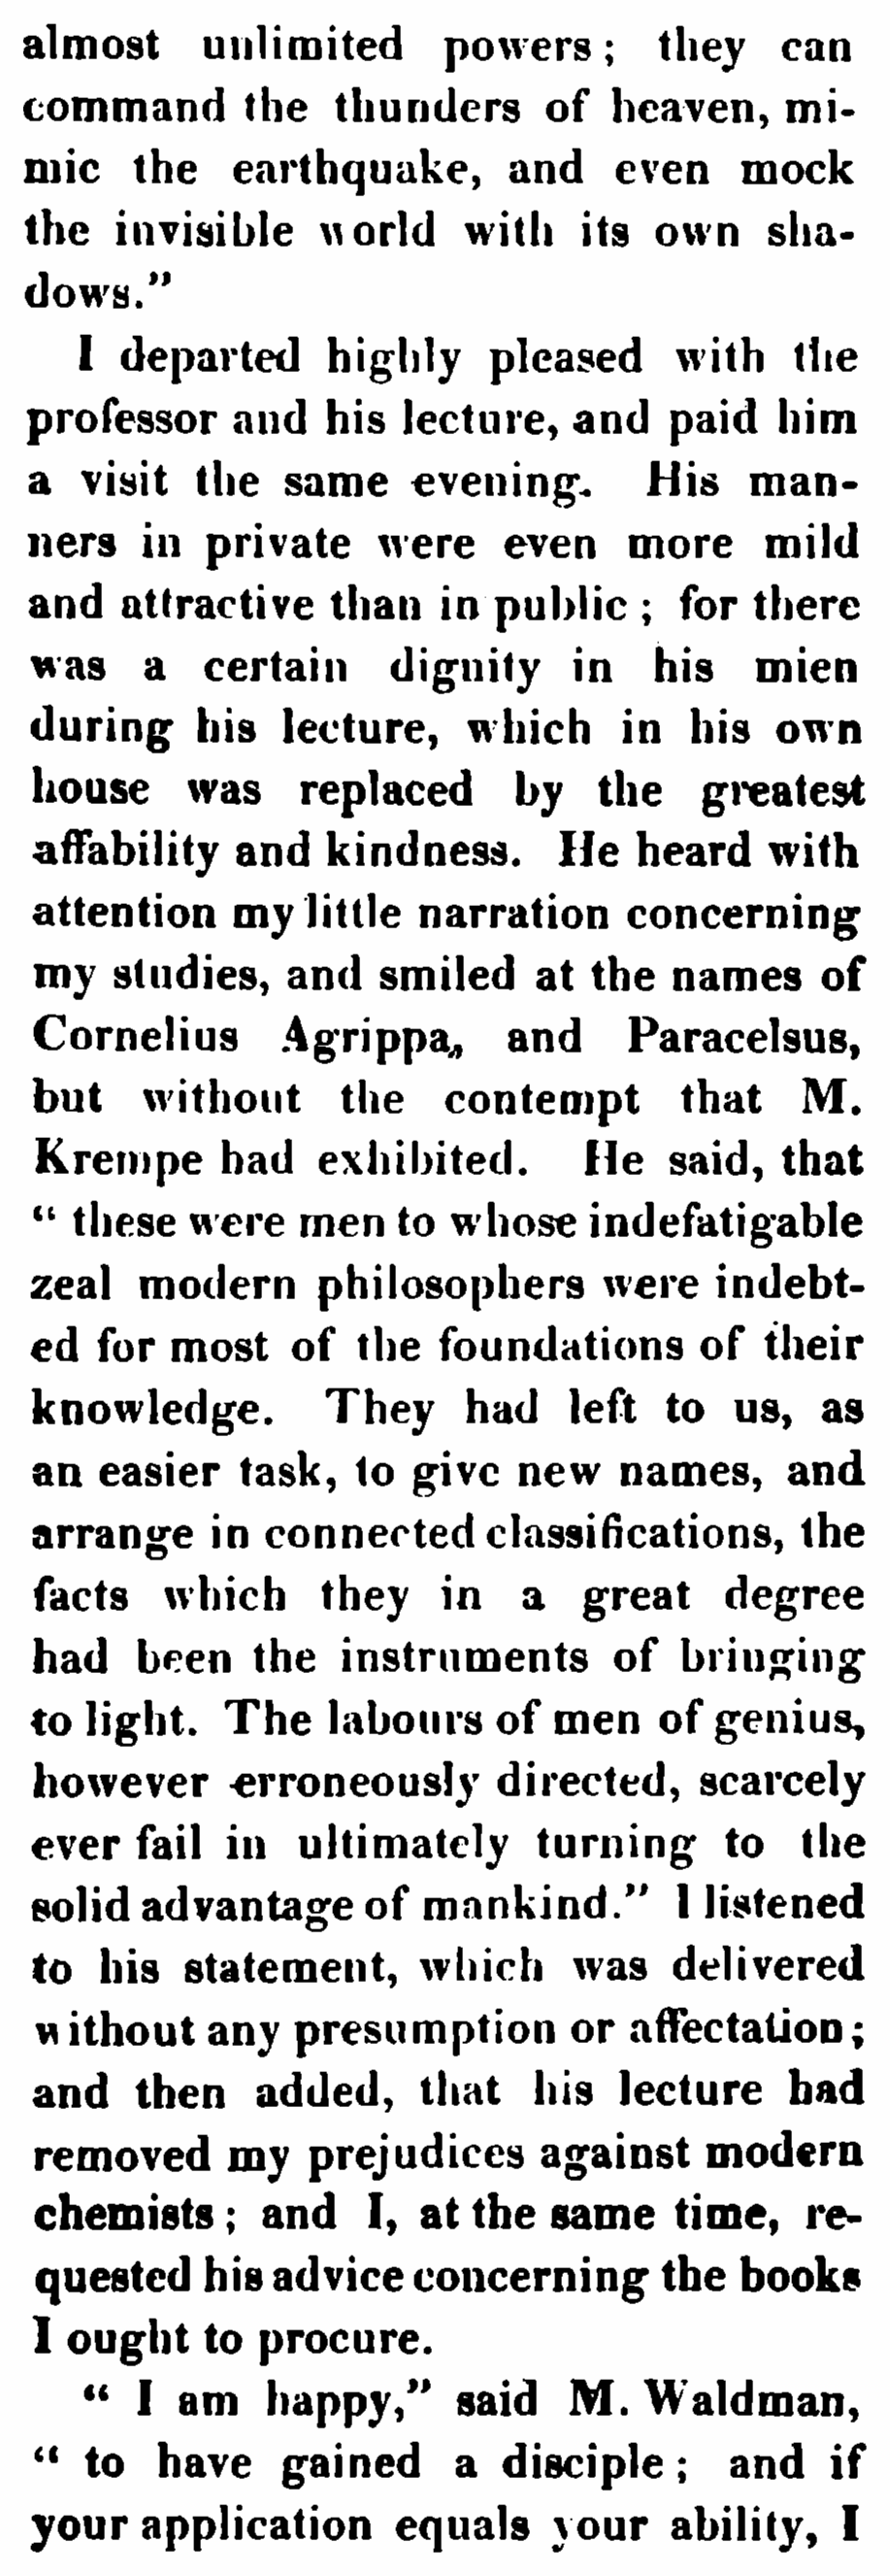 almost unlimited powers; they can
command the thunders of heaven, mi-
mic the earthquake, and even mock
the invisible world with its own sha-
dows."
I departed highly pleased with the
professor and his lecture, and paid him
a visit the same evening. His man-
ners in private were even more mild
and attractive than in public; for there
was a certain dignity in his mien
during his lecture, which in his own
house was replaced by the greatest
affability and kindness. He heard with
attention my little narration concerning
my studies, and smiled at the names of
Cornelius Agrippa, and Paracelsus,
but without the contempt that M.
Krempe had exhibited. He said, that
"these were men to whose indefatigable
zeal modern philosophers were indebt-
ed for most of the foundations of their
knowledge. They had left to us, as
an easier task, to give new names, and
arrange in connected classifications, the
facts which they in a great degree
had been the instruments of bringing
to light. The labours of men of genius,
however erroneously directed, scarcely
ever fail in ultimately turning to the
solid advantage of mankind." I listened
to his statement, which was delivered
without any presumption or affectation;
and then added, that his lecture had
removed my prejudices against modern
chemists; and I, at the same time, re-
quested his advice concerning the books
I ought to procure.
"I am happy," said M. Waldman,
"to have gained a disciple; and if
your application equals your ability, I